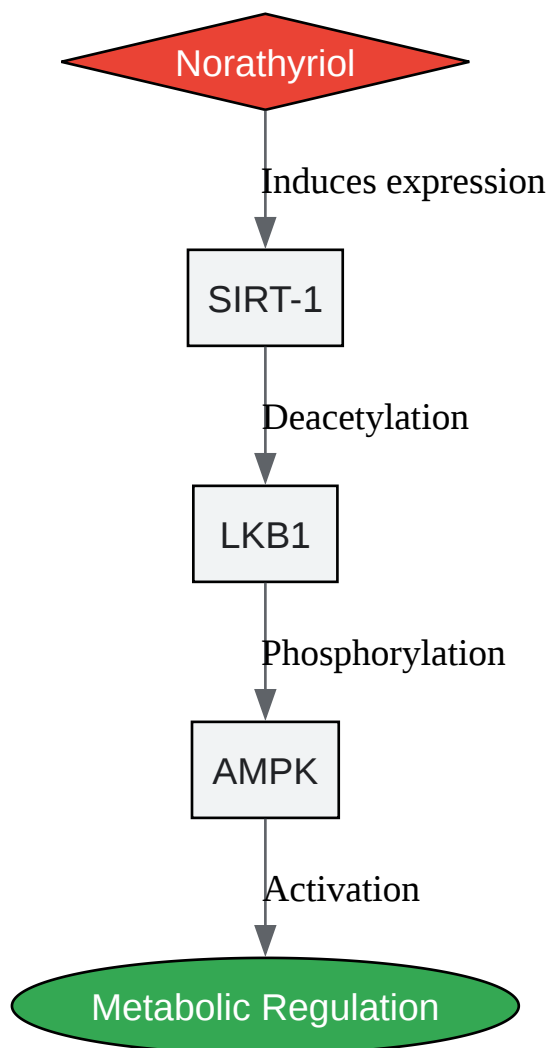 Norathyriol
Induces expression
SIRT-1
Deacetylation
LKB1
Phosphorylation
AMPK
Activation
Metabolic Regulation